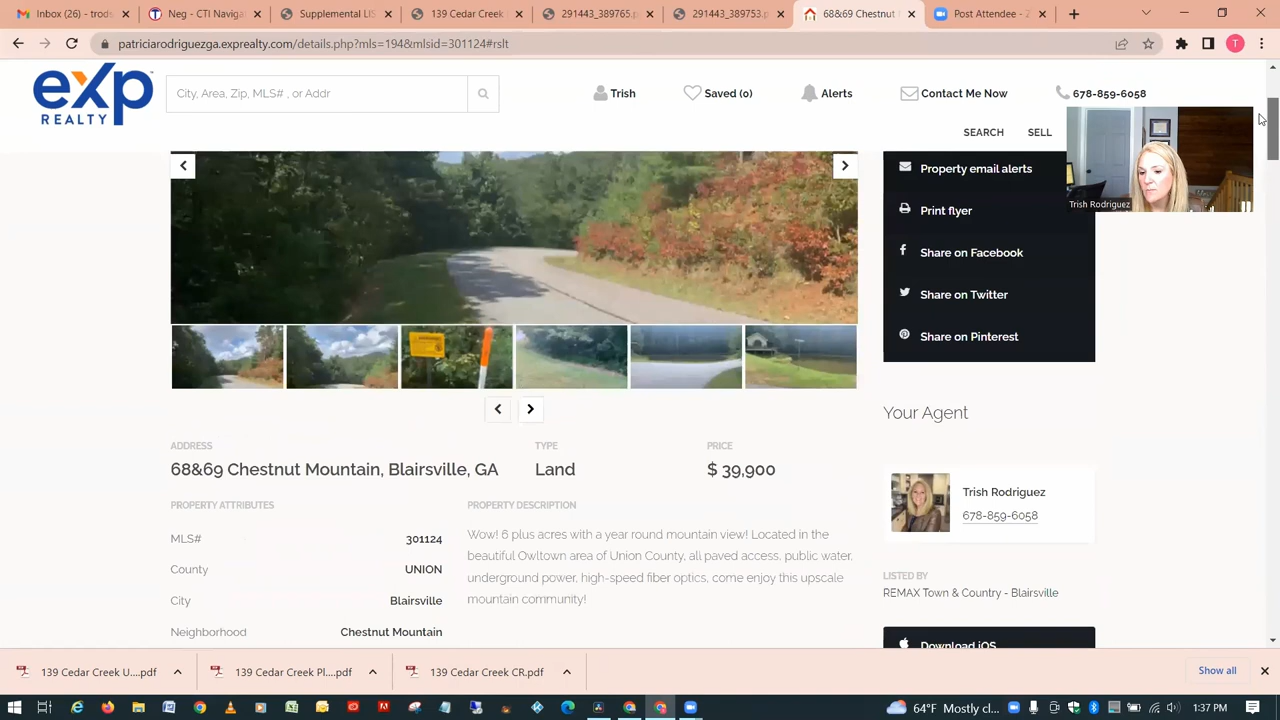 Inbox (26) - trods
Neg - CTI Navigat
Supplemental LIS
139 Cedar Creek
291443_389765.p
291443_389753.p
68&69 Chestnut
Post Attendee - Z
patriciarodriguezga.exprealty.com/details.php?mls=194&mlsid=301124#rslt
T
exp
REALTY
City, Area, Zip, MLS# , or Addr
Trish
Saved (0)
Alerts
Contact Me Now
678-859-6058
SEARCH
SELL
Trish Rodriguez
Property email alerts
Print flyer
Share on Facebook
Share on Twitter
Share on Pinterest
ADDRESS
TYPE
PRICE
68&69 Chestnut Mountain, Blairsville, GA
Land
$ 39,900
PROPERTY ATTRIBUTES
PROPERTY DESCRIPTION
MLS# 301124
County UNION
City Blairsville
Neighborhood Chestnut Mountain
Wow! 6 plus acres with a year round mountain view! Located in the
beautiful Owltown area of Union County, all paved access, public water,
underground power, high-speed fiber optics, come enjoy this upscale
mountain community!
Your Agent
Trish Rodriguez
678-859-6058
LISTED BY
REMAX Town & Country - Blairsville
Download iOS
139 Cedar Creek U....pdf
139 Cedar Creek Pl....pdf
139 Cedar Creek CR.pdf
Show all
64°F Mostly cl...
1:37 PM